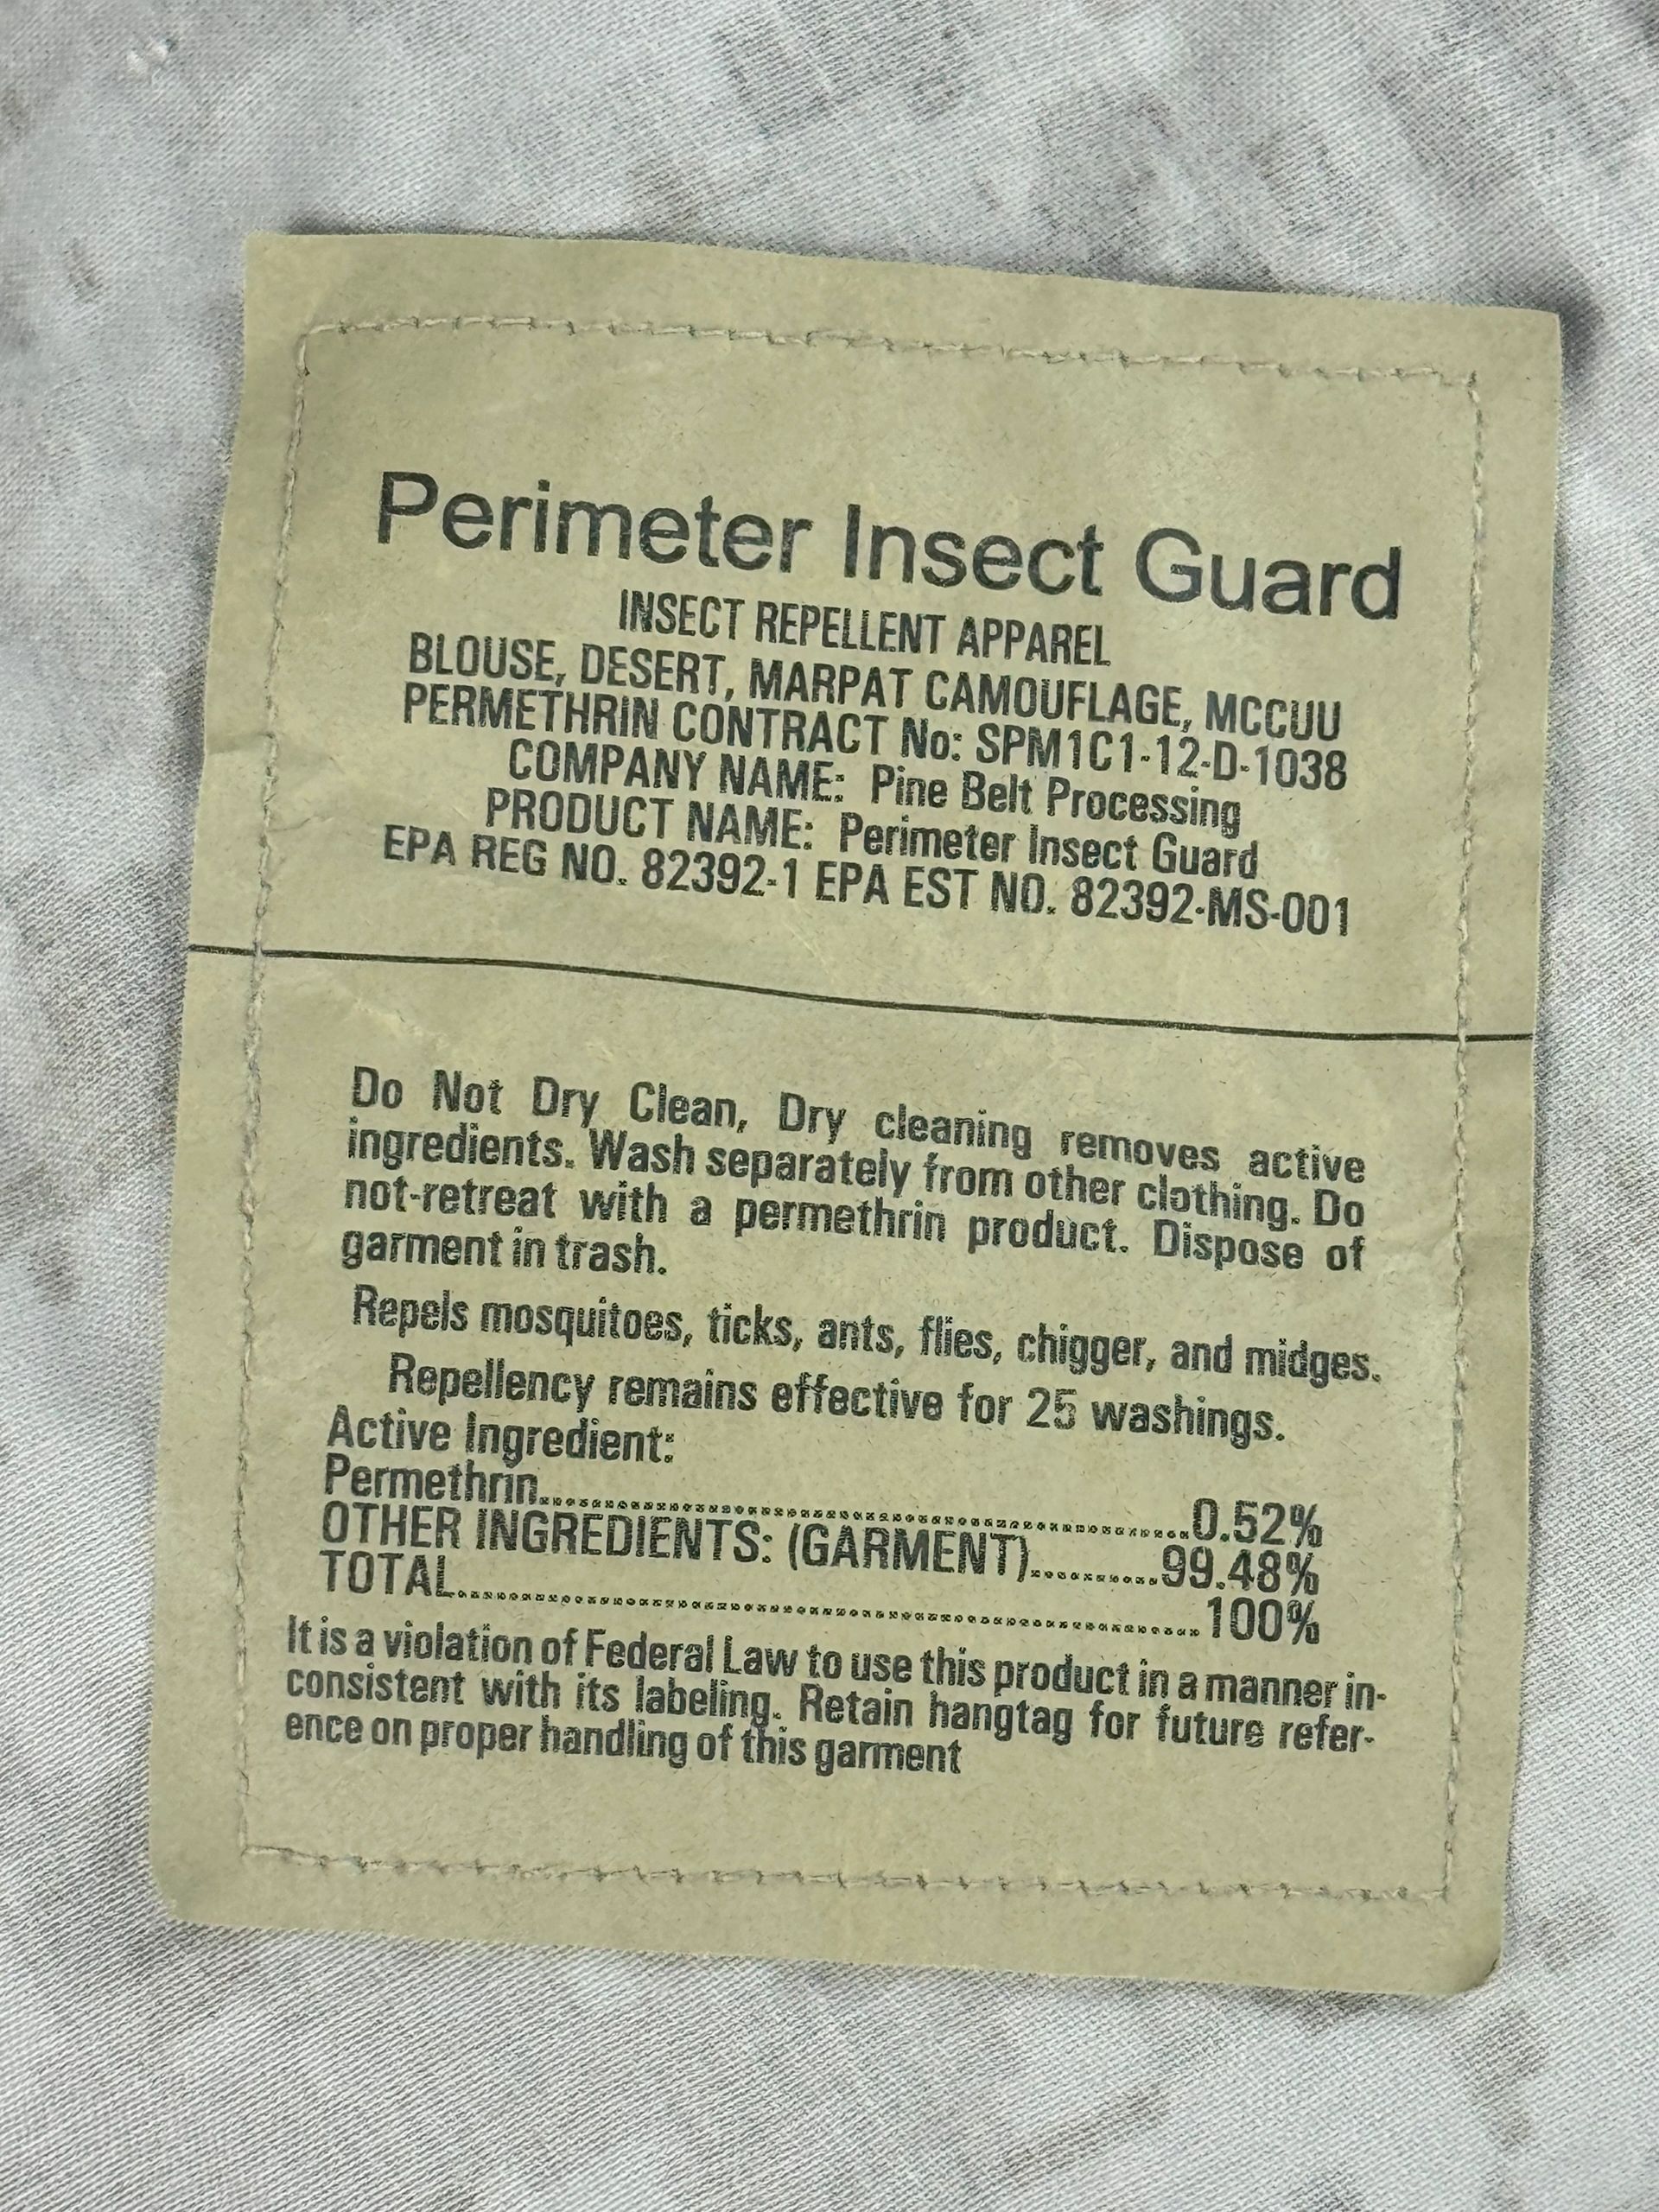 Perimeter Insect Guard
INSECT REPELLENT APPAREL
BLOUSE, DESERT, MARPAT CAMOUFLAGE, MCCUU
PERMETHRIN CONTRACT No: SPM1C1-12-D-1038
COMPANY NAME: Pine Belt Processing
PRODUCT NAME: Perimeter Insect Guard
EPA REG NO. 82392-1 EPA EST NO. 82392-MS-001
Do Not Dry Clean, Dry cleaning removes active
ingredients. Wash separately from other clothing. Do
not-retreat with a permethrin product. Dispose of
garment in trash.
Repels mosquitoes, ticks, ants, flies, chigger, and midges.
Repellency remains effective for 25 washings.
Active Ingredient:
Permethrin..........................................................0.52%
OTHER INGREDIENTS: (GARMENT)............99.48%
TOTAL..................................................................100%
It is a violation of Federal Law to use this product in a manner in-
consistent with its labeling. Retain hangtag for future refer-
ence on proper handling of this garment